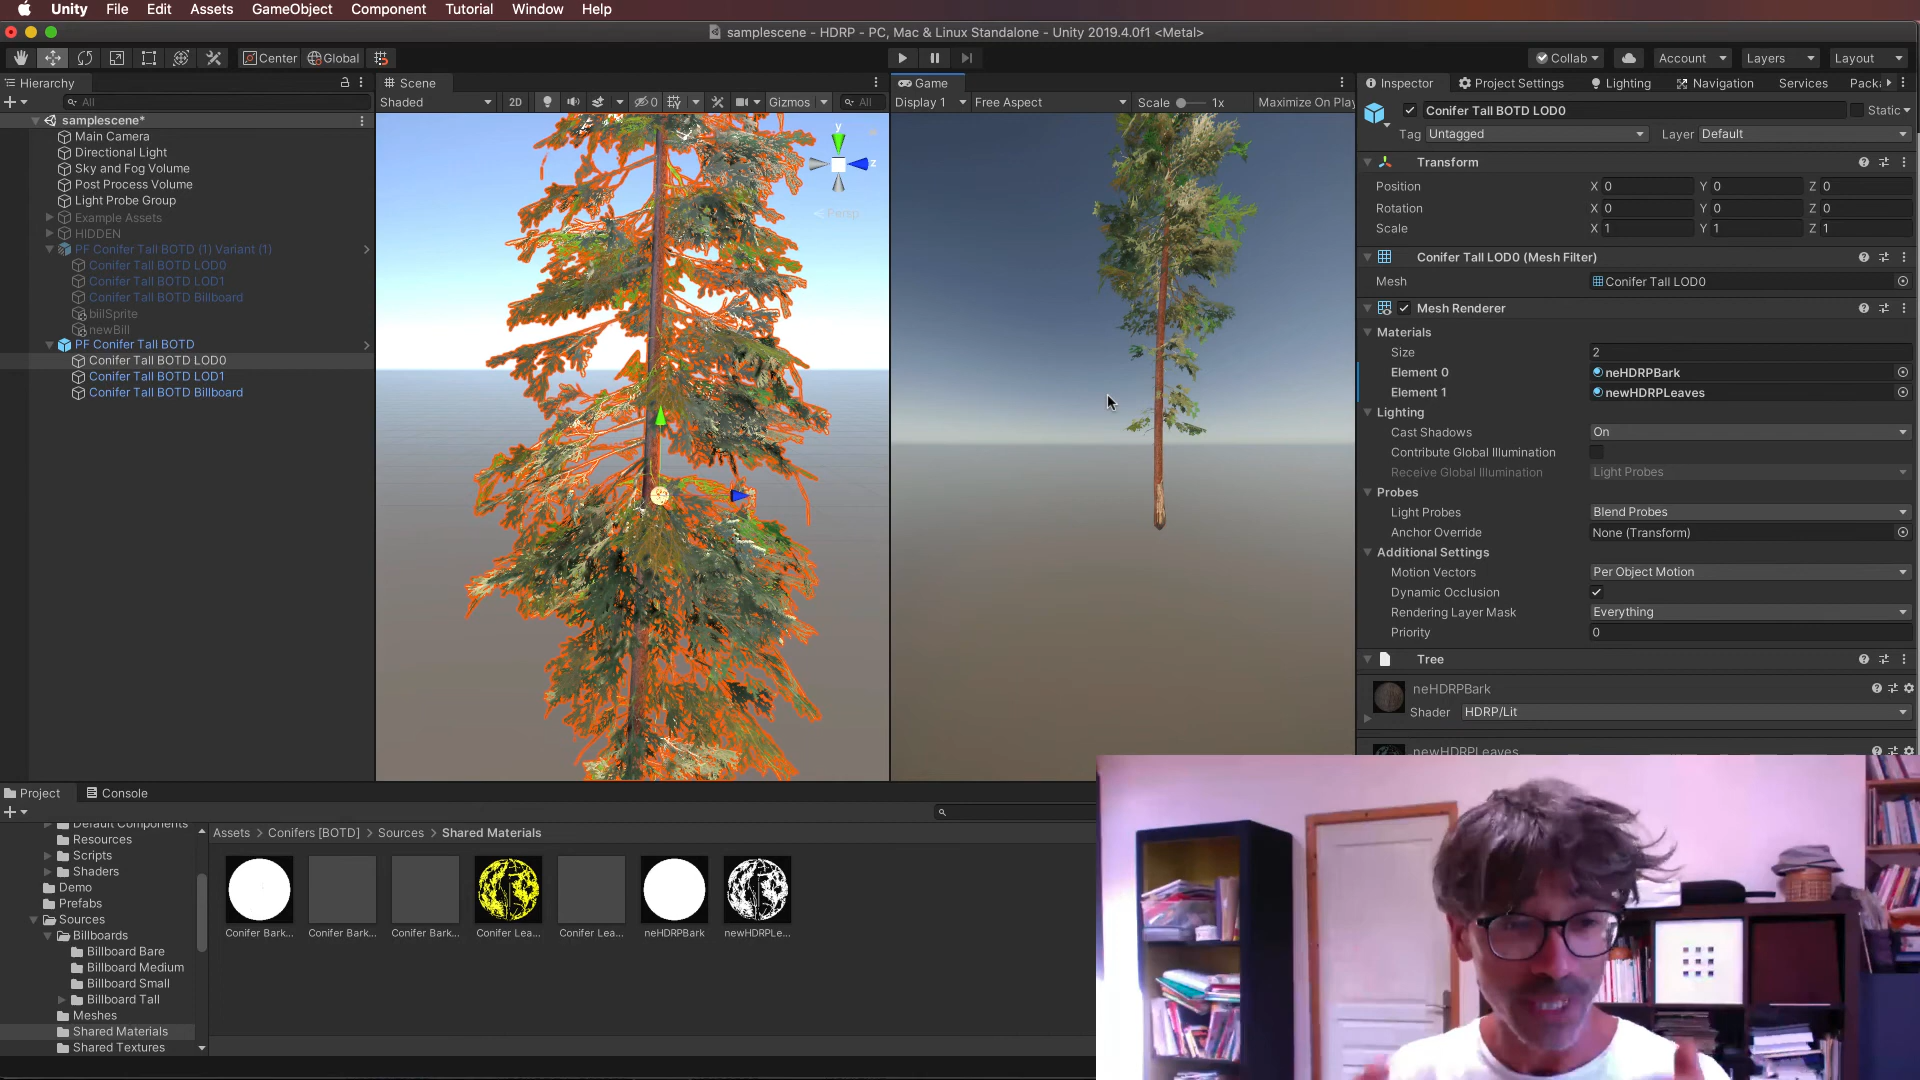 Unity File Edit Assets GameObject Component Tutorial Window Help
samplescene - HDRP - PC, Mac & Linux Standalone - Unity 2019.4.0f1 <Metal>
Center Global Collab Account Layers Layout
Hierarchy
All
samplescene*
Main Camera
Directional Light
Sky and Fog Volume
Post Process Volume
Light Probe Group
Example Assets
HIDDEN
PF Conifer Tall BOTD (1) Variant (1)
Conifer Tall BOTD LOD0
Conifer Tall BOTD LOD1
Conifer Tall BOTD Billboard
biilSprite
newBill
PF Conifer Tall BOTD
Conifer Tall BOTD LOD0
Conifer Tall BOTD LOD1
Conifer Tall BOTD Billboard
Scene
Shaded 2D 0 Gizmos All
y
z
Persp
Game
Display 1 Free Aspect Scale 1x Maximize On Play
Inspector Project Settings Lighting Navigation Services Packa
Conifer Tall BOTD LOD0 Static
Tag Untagged Layer Default
Transform
Position X 0 Y 0 Z 0
Rotation X 0 Y 0 Z 0
Scale X 1 Y 1 Z 1
Conifer Tall LOD0 (Mesh Filter)
Mesh Conifer Tall LOD0
Mesh Renderer
Materials
Size 2
Element 0 neHDRPBark
Element 1 newHDRPLeaves
Lighting
Cast Shadows On
Contribute Global Illumination
Receive Global Illumination Light Probes
Probes
Light Probes Blend Probes
Anchor Override None (Transform)
Additional Settings
Motion Vectors Per Object Motion
Dynamic Occlusion
Rendering Layer Mask Everything
Priority 0
Tree
neHDRPBark
Shader HDRP/Lit
newHDRPLeaves
Project Console
Default Components
Resources
Scripts
Shaders
Demo
Prefabs
Sources
Billboards
Billboard Bare
Billboard Medium
Billboard Small
Billboard Tall
Meshes
Shared Materials
Shared Textures
Assets > Conifers [BOTD] > Sources > Shared Materials
Conifer Bark... Conifer Bark... Conifer Bark... Conifer Lea... Conifer Lea... neHDRPBark newHDRPLe...